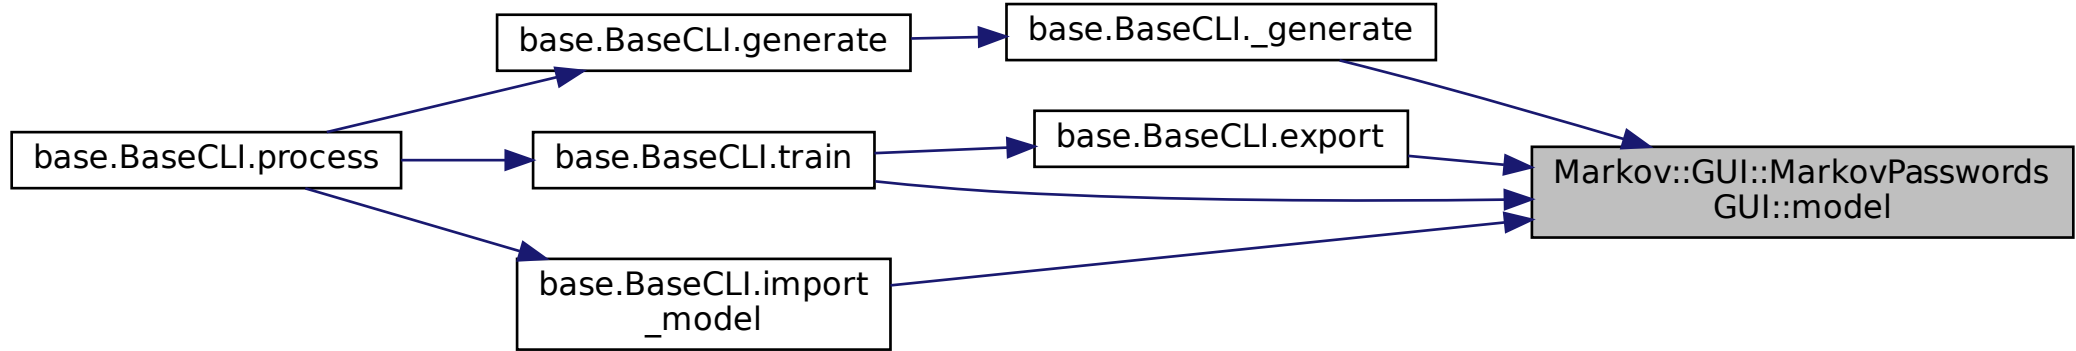 base.BaseCLI.process
base.BaseCLI.generate
base.BaseCLI.train
base.BaseCLI.import
_model
base.BaseCLI._generate
base.BaseCLI.export
Markov::GUI::MarkovPasswords
GUI::model